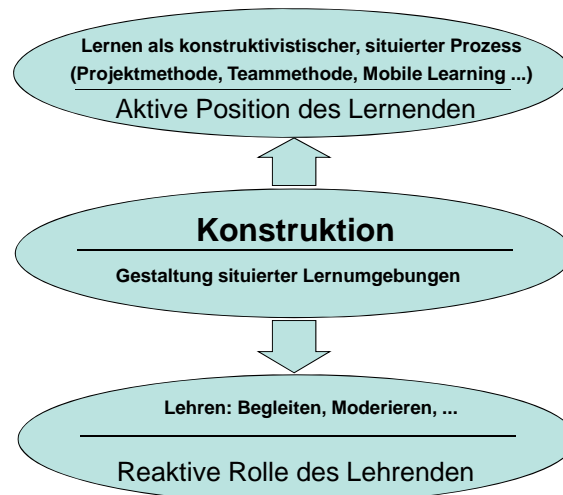 Lernen als konstruktivistischer, situierter Prozess
(Projektmethode, Teammethode, Mobile Learning ...)
Aktive Position des Lernenden
Konstruktion
Gestaltung situierter Lernumgebungen
Lehren: Begleiten, Moderieren, ...
Reaktive Rolle des Lehrenden